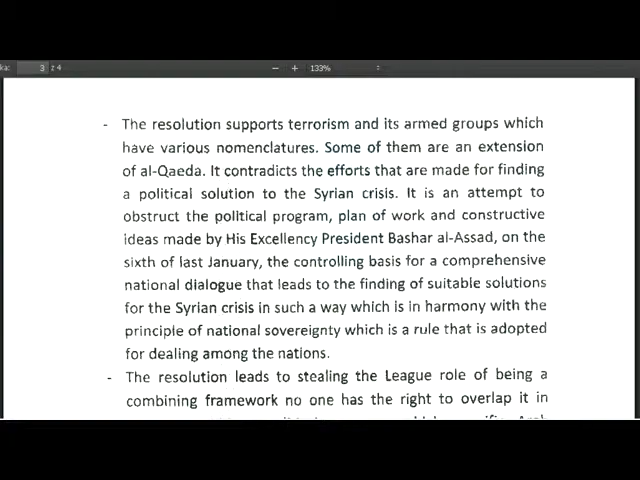 3 z 4
133%
- The resolution supports terrorism and its armed groups which
have various nomenclatures. Some of them are an extension
of al-Qaeda. It contradicts the efforts that are made for finding
a political solution to the Syrian crisis. It is an attempt to
obstruct the political program, plan of work and constructive
ideas made by His Excellency President Bashar al-Assad, on the
sixth of last January, the controlling basis for a comprehensive
national dialogue that leads to the finding of suitable solutions
for the Syrian crisis in such a way which is in harmony with the
principle of national sovereignty which is a rule that is adopted
for dealing among the nations.
- The resolution leads to stealing the League role of being a
combining framework no one has the right to overlap it in